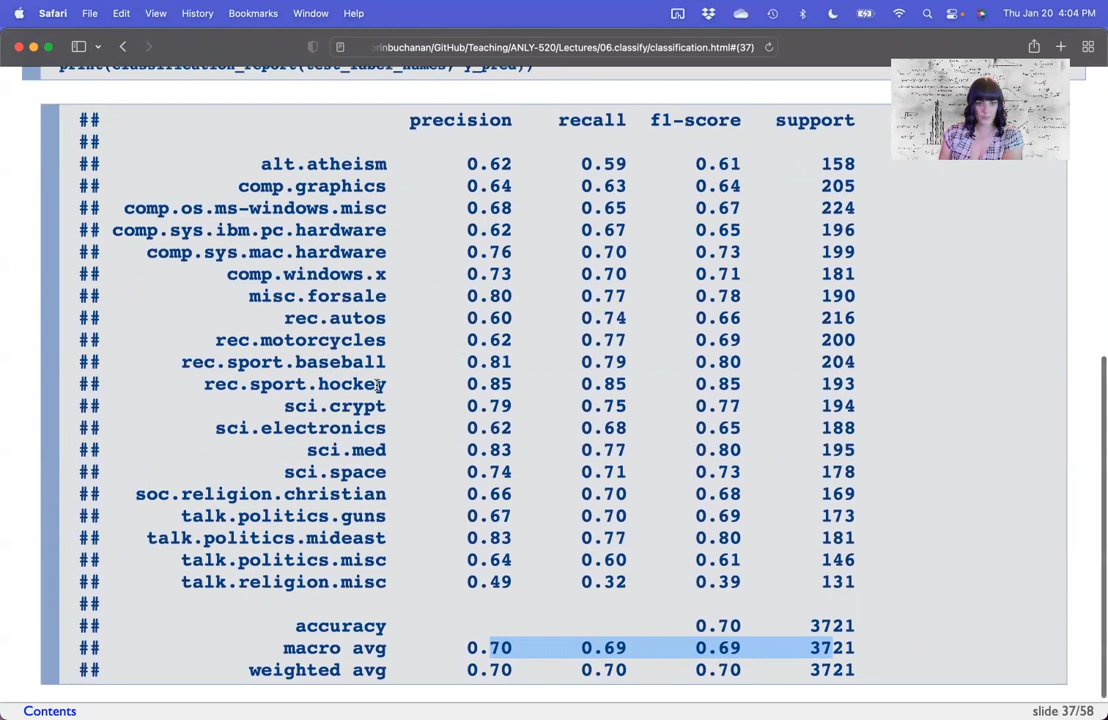 Safari File Edit View History Bookmarks Window Help Thu Jan 20 4:04 PM
rinbuchanan/GitHub/Teaching/ANLY-520/Lectures/06.classify/classification.html#(37)
print(classification_report(test_label_names, y_pred))
## precision recall f1-score support
##
## alt.atheism 0.62 0.59 0.61 158
## comp.graphics 0.64 0.63 0.64 205
## comp.os.ms-windows.misc 0.68 0.65 0.67 224
## comp.sys.ibm.pc.hardware 0.62 0.67 0.65 196
## comp.sys.mac.hardware 0.76 0.70 0.73 199
## comp.windows.x 0.73 0.70 0.71 181
## misc.forsale 0.80 0.77 0.78 190
## rec.autos 0.60 0.74 0.66 216
## rec.motorcycles 0.62 0.77 0.69 200
## rec.sport.baseball 0.81 0.79 0.80 204
## rec.sport.hockey 0.85 0.85 0.85 193
## sci.crypt 0.79 0.75 0.77 194
## sci.electronics 0.62 0.68 0.65 188
## sci.med 0.83 0.77 0.80 195
## sci.space 0.74 0.71 0.73 178
## soc.religion.christian 0.66 0.70 0.68 169
## talk.politics.guns 0.67 0.70 0.69 173
## talk.politics.mideast 0.83 0.77 0.80 181
## talk.politics.misc 0.64 0.60 0.61 146
## talk.religion.misc 0.49 0.32 0.39 131
##
## accuracy 0.70 3721
## macro avg 0.70 0.69 0.69 3721
## weighted avg 0.70 0.70 0.70 3721
Contents slide 37/58